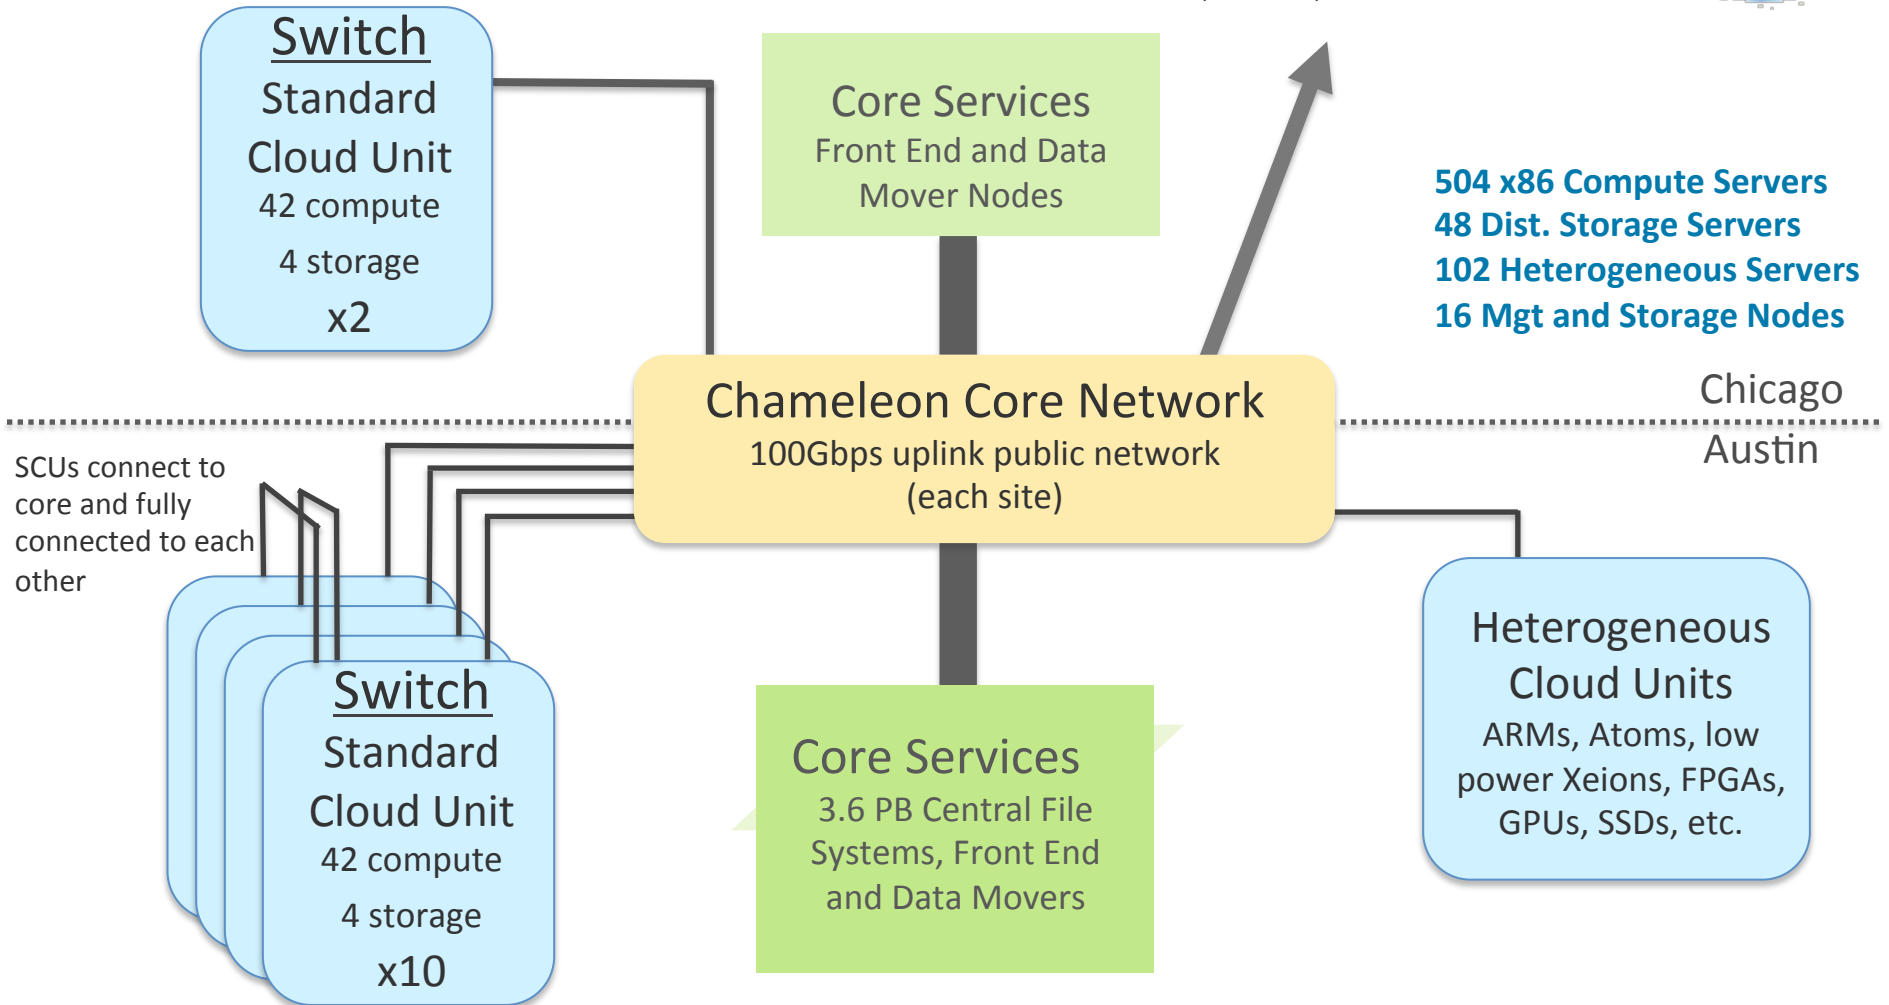 Switch
Standard
Cloud Unit
42 compute
4 storage
x2
Core Services
Front End and Data
Mover Nodes
504 x86 Compute Servers
48 Dist. Storage Servers
102 Heterogeneous Servers
16 Mgt and Storage Nodes
Chicago
Austin
Chameleon Core Network
100Gbps uplink public network
(each site)
SCUs connect to
core and fully
connected to each
other
Switch
Standard
Cloud Unit
42 compute
4 storage
x10
Core Services
3.6 PB Central File
Systems, Front End
and Data Movers
Heterogeneous
Cloud Units
ARMs, Atoms, low
power Xeions, FPGAs,
GPUs, SSDs, etc.